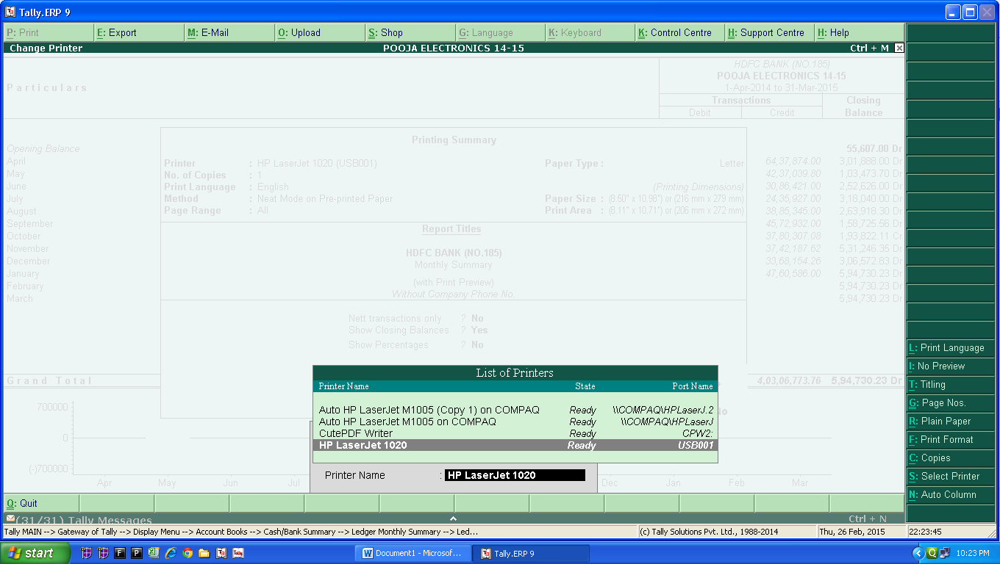 Tally.ERP 9
P: Print E: Export M: E-Mail O: Upload S: Shop G: Language K: Keyboard K: Control Centre H: Support Centre H: Help
Change Printer POOJA ELECTRONICS 14-15 Ctrl + M
Particulars
HDFC BANK (NO.185)
POOJA ELECTRONICS 14-15
1-Apr-2014 to 31-Mar-2015
Transactions Closing
Debit Credit Balance
Printing Summary
Opening Balance 55,607.00 Dr
April 64,37,874.00 3,01,888.00 Dr
May 42,37,039.80 1,03,473.70 Dr
June 30,86,421.00 2,52,626.00 Dr
July 24,35,927.00 3,18,040.00 Dr
August 38,85,345.00 2,63,918.30 Dr
September 45,72,932.00 1,58,725.56 Dr
October 37,80,307.08 1,93,822.11 Cr
November 37,42,187.62 5,31,246.35 Dr
December 33,68,154.26 3,06,572.83 Dr
January 47,60,586.00 5,94,730.23 Dr
February 5,94,730.23 Dr
March 5,94,730.23 Dr
Printer : HP LaserJet 1020 (USB001) Paper Type : Letter
No. of Copies : 1
Print Language : English (Printing Dimensions)
Method : Neat Mode on Pre-printed Paper Paper Size : (8.50" x 10.98") or (216 mm x 279 mm)
Page Range : All Print Area : (8.11" x 10.71") or (206 mm x 272 mm)
Report Titles
HDFC BANK (NO.185)
Monthly Summary
(with Print Preview)
Without Company Phone No.
Nett transactions only ? No
Show Closing Balances ? Yes
Show Percentages ? No
Grand Total 4,03,06,773.76 5,94,730.23 Dr
700000
0
(-)700000
Apr May Jun Jul Dec Jan Feb Mar
No
List of Printers
Printer Name State Port Name
Auto HP LaserJet M1005 (Copy 1) on COMPAQ Ready \\COMPAQ\HPLaserJ.2
Auto HP LaserJet M1005 on COMPAQ Ready \\COMPAQ\HPLaserJ
CutePDF Writer Ready CPW2:
HP LaserJet 1020 Ready USB001
Printer Name : HP LaserJet 1020
L: Print Language
I: No Preview
T: Titling
G: Page Nos.
R: Plain Paper
F: Print Format
C: Copies
S: Select Printer
N: Auto Column
Q: Quit
(31/31) Tally Messages Ctrl + N
Tally MAIN --> Gateway of Tally --> Display Menu --> Account Books --> Cash/Bank Summary --> Ledger Monthly Summary --> Led... (c) Tally Solutions Pvt. Ltd., 1988-2014 Thu, 26 Feb, 2015 22:23:45
start Document1 - Microsof... Tally.ERP 9 10:23 PM